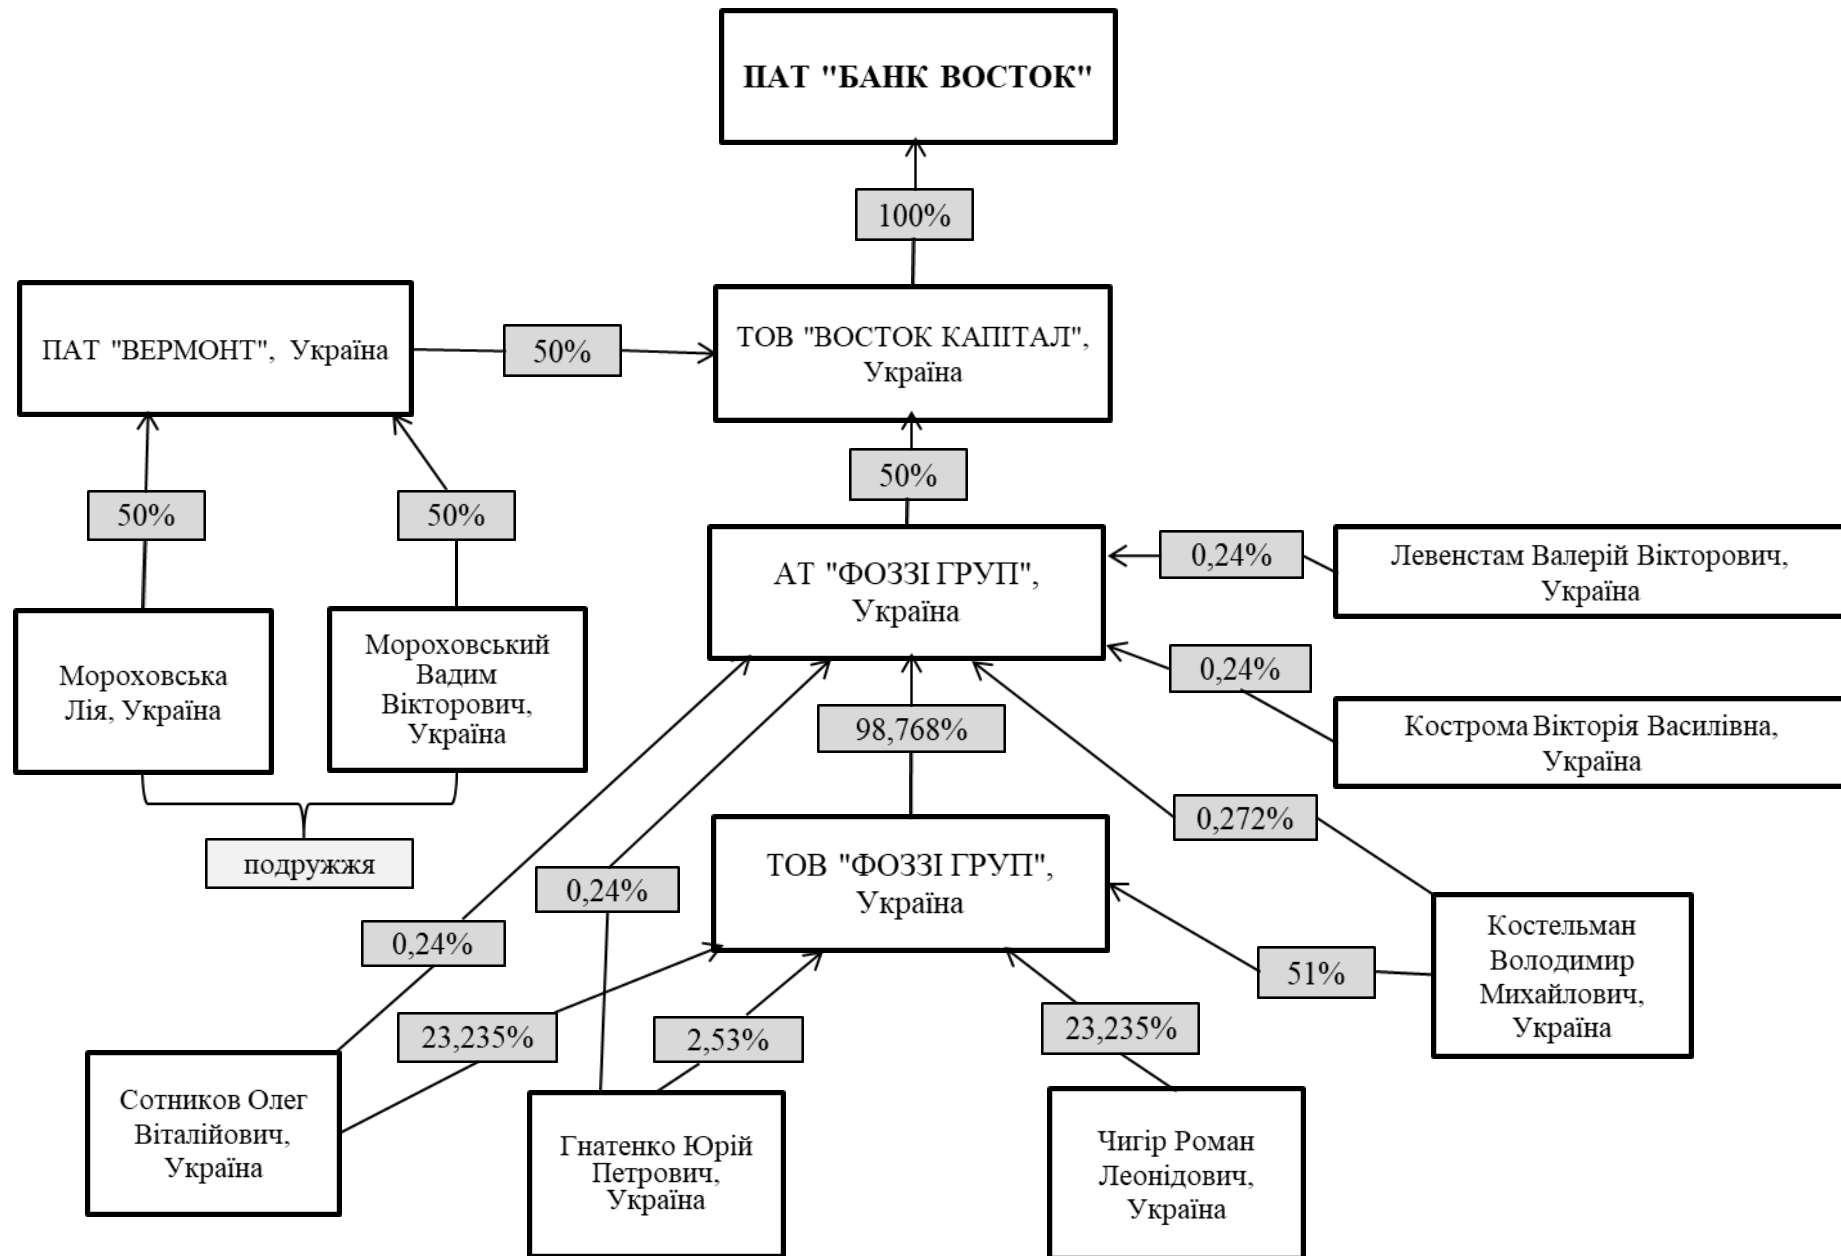 ПАТ "БАНК ВОСТОК"
100%
ПАТ "ВЕРМОНТ", Україна
50%
ТОВ "ВОСТОК КАПІТАЛ",
Україна
50%
50%
50%
АТ "ФОЗЗІ ГРУП",
Україна
0,24%
Левенстам Валерій Вікторович,
Україна
Мороховська
Лія, Україна
Мороховський
Вадим
Вікторович,
Україна
0,24%
Кострома Вікторія Василівна,
Україна
98,768%
0,272%
подружжя
ТОВ "ФОЗЗІ ГРУП",
Україна
0,24%
0,24%
Костельман
Володимир
Михайлович,
Україна
51%
23,235%
2,53%
23,235%
Сотников Олег
Віталійович,
Україна
Гнатенко Юрій
Петрович,
Україна
Чигір Роман
Леонідович,
Україна